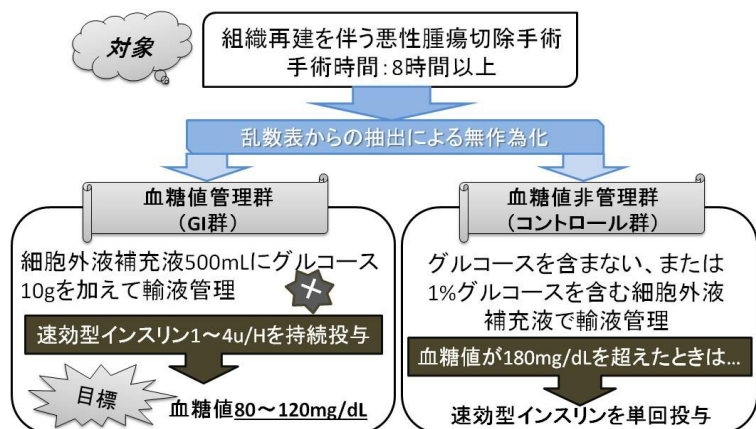 対象
組織再建を伴う悪性腫瘍切除手術
手術時間:8時間以上
乱数表からの抽出による無作為化
血糖値管理群
(GI群)
細胞外液補充液500mLにグルコース
10gを加えて輸液管理
+
速効型インスリン1~4u/Hを持続投与
目標
血糖値80~120mg/dL
血糖値非管理群
(コントロール群)
グルコースを含まない、または
1%グルコースを含む細胞外液
補充液で輸液管理
血糖値が180mg/dLを超えたときは...
速効型インスリンを単回投与